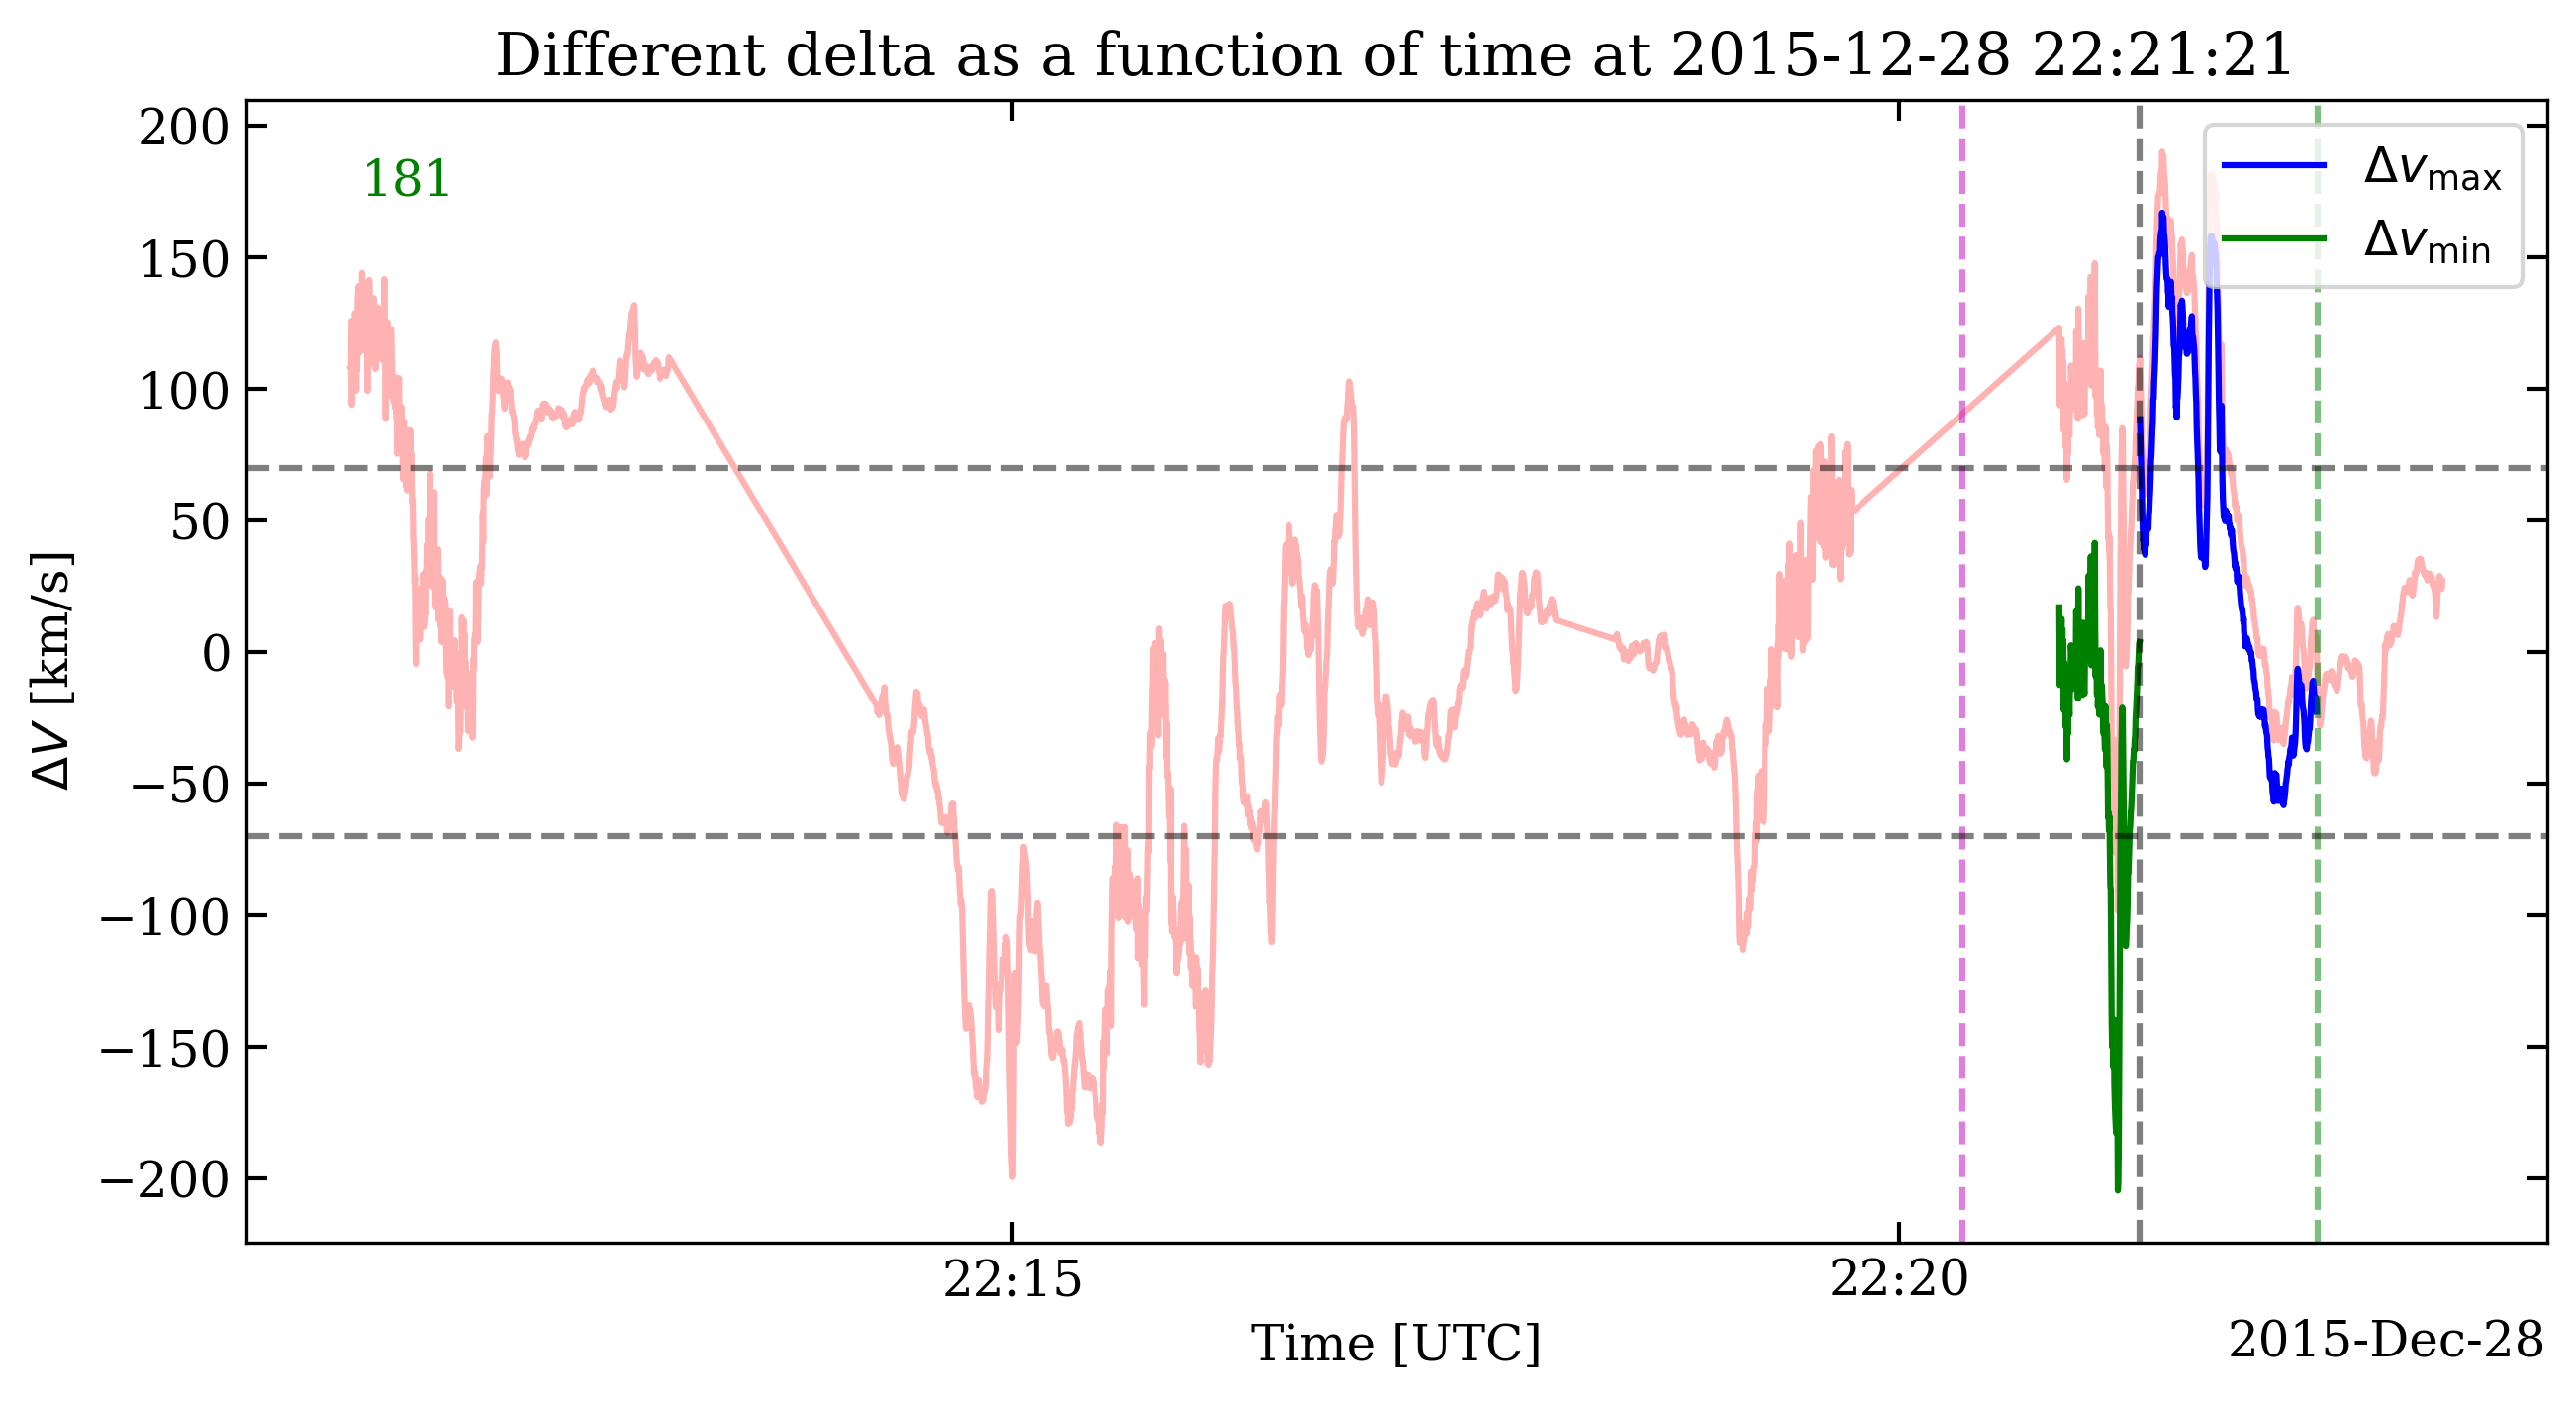 Different delta as a function of time at 2015-12-28 22:21:21
200
150
100
50
0
−50
−100
−150
−200
ΔV [km/s]
181
Δv_max
Δv_min
22:15
22:20
Time [UTC]
2015-Dec-28